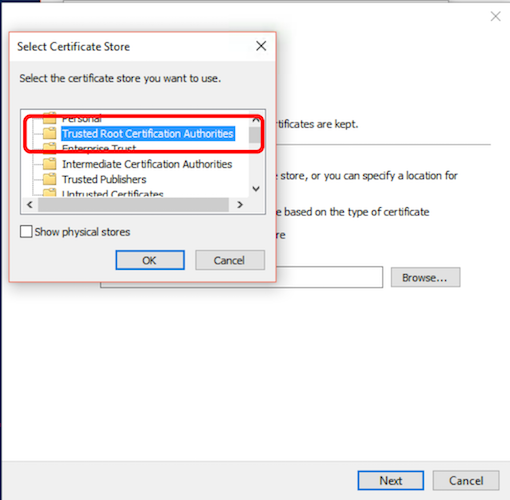 Select Certificate Store
Select the certificate store you want to use.
Personal
Trusted Root Certification Authorities
Enterprise Trust
Intermediate Certification Authorities
Trusted Publishers
Untrusted Certificates
Show physical stores
OK
Cancel
tificates are kept.
store, or you can specify a location for
based on the type of certificate
re
Browse...
Next
Cancel